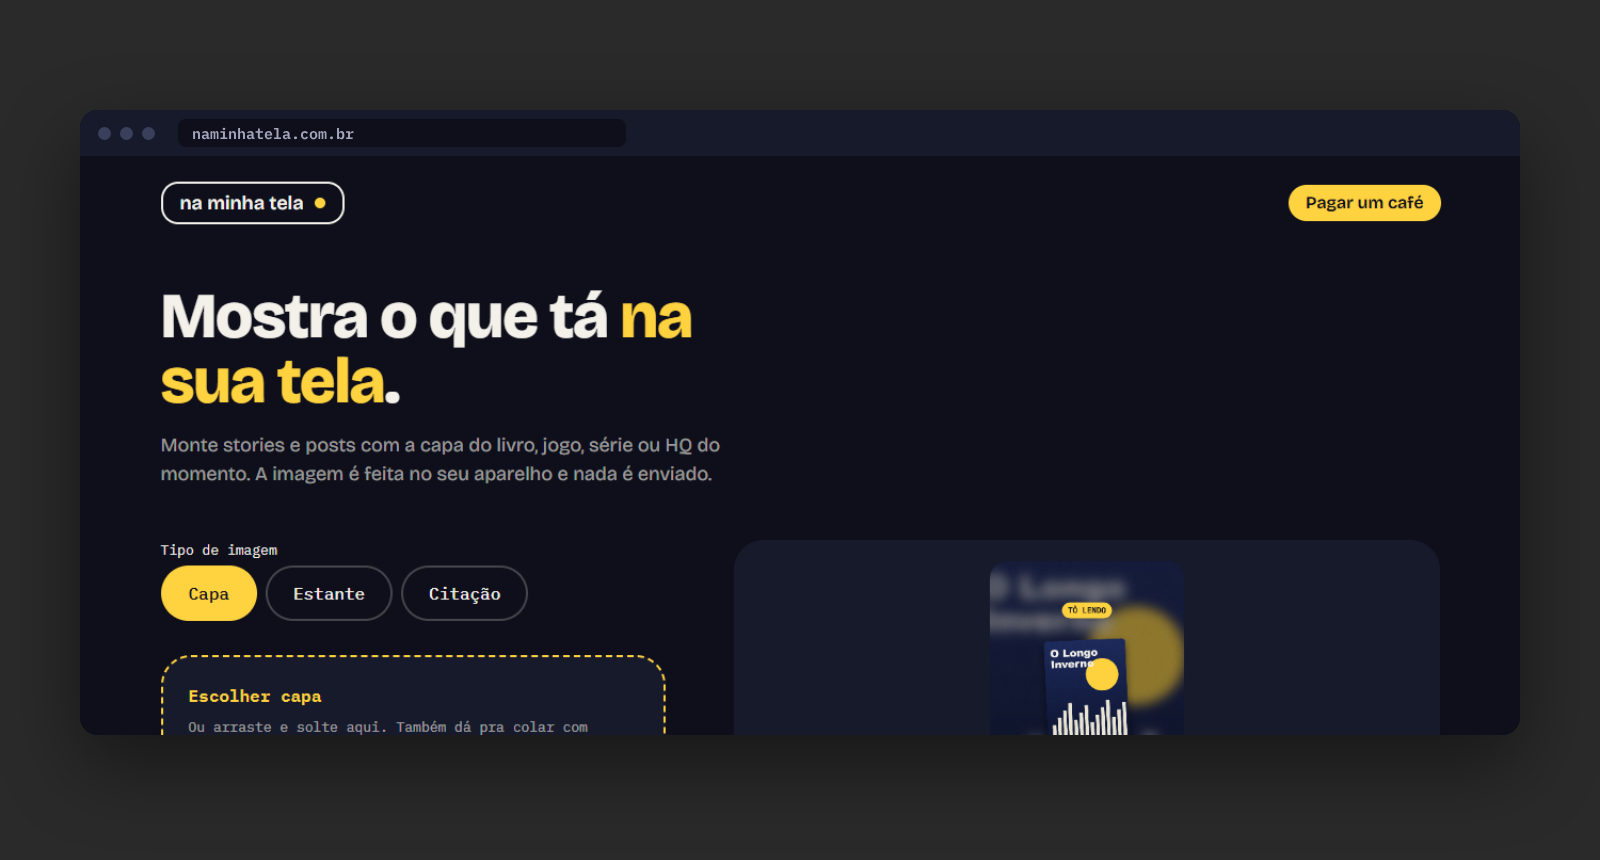 naminhatela.com.br
na minha tela
Pagar um café
Mostra o que tá na
sua tela.
Monte stories e posts com a capa do livro, jogo, série ou HQ do
momento. A imagem é feita no seu aparelho e nada é enviado.
Tipo de imagem
Capa
Estante
Citação
Escolher capa
Ou arraste e solte aqui. Também dá pra colar com
O Longo
Inverno
TÔ LENDO
O Longo
Inverno